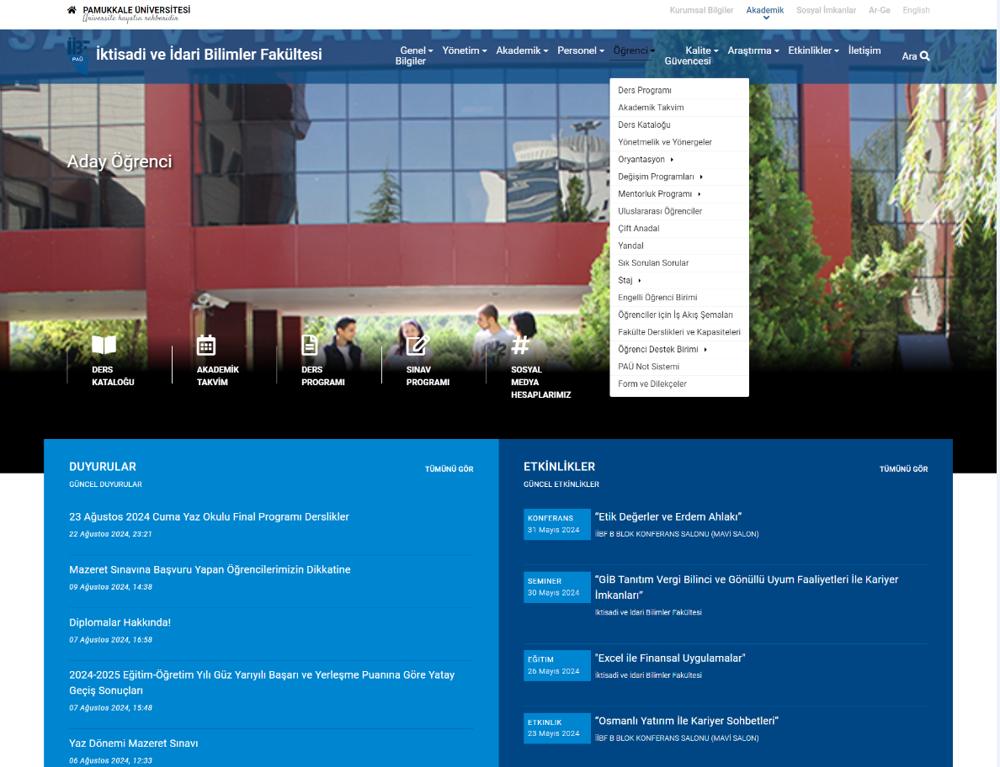 PAMUKKALE ÜNİVERSİTESİ
Üniversite hayatın rehberidir
Kurumsal Bilgiler
Akademik
Sosyal İmkanlar
Ar-Ge
English
İİBF
PAÜ
İktisadi ve İdari Bilimler Fakültesi
Genel Bilgiler
Yönetim
Akademik
Personel
Öğrenci
Kalite Güvencesi
Araştırma
Etkinlikler
İletişim
Ara
Aday Öğrenci
Ders Programı
Akademik Takvim
Ders Kataloğu
Yönetmelik ve Yönergeler
Oryantasyon
Değişim Programları
Mentorluk Programı
Uluslararası Öğrenciler
Çift Anadal
Yandal
Sık Sorulan Sorular
Staj
Engelli Öğrenci Birimi
Öğrenciler için İş Akış Şemaları
Fakülte Derslikleri ve Kapasiteleri
Öğrenci Destek Birimi
PAÜ Not Sistemi
Form ve Dilekçeler
DERS
KATALOĞU
AKADEMİK
TAKVİM
DERS
PROGRAMI
SINAV
PROGRAMI
SOSYAL
MEDYA
HESAPLARIMIZ
DUYURULAR
TÜMÜNÜ GÖR
GÜNCEL DUYURULAR
23 Ağustos 2024 Cuma Yaz Okulu Final Programı Derslikler
22 Ağustos 2024, 23:21
Mazeret Sınavına Başvuru Yapan Öğrencilerimizin Dikkatine
09 Ağustos 2024, 14:38
Diplomalar Hakkında!
07 Ağustos 2024, 16:58
2024-2025 Eğitim-Öğretim Yılı Güz Yarıyılı Başarı ve Yerleşme Puanına Göre Yatay
Geçiş Sonuçları
07 Ağustos 2024, 15:48
Yaz Dönemi Mazeret Sınavı
06 Ağustos 2024, 12:33
ETKİNLİKLER
TÜMÜNÜ GÖR
GÜNCEL ETKİNLİKLER
KONFERANS
31 Mayıs 2024
“Etik Değerler ve Erdem Ahlakı”
İİBF B BLOK KONFERANS SALONU (MAVİ SALON)
SEMINER
30 Mayıs 2024
“GİB Tanıtım Vergi Bilinci ve Gönüllü Uyum Faaliyetleri İle Kariyer
İmkanları”
İktisadi ve İdari Bilimler Fakültesi
EĞİTIM
26 Mayıs 2024
"Excel ile Finansal Uygulamalar"
İktisadi ve İdari Bilimler Fakültesi
ETKINLIK
23 Mayıs 2024
“Osmanlı Yatırım İle Kariyer Sohbetleri”
İİBF B BLOK KONFERANS SALONU (MAVİ SALON)